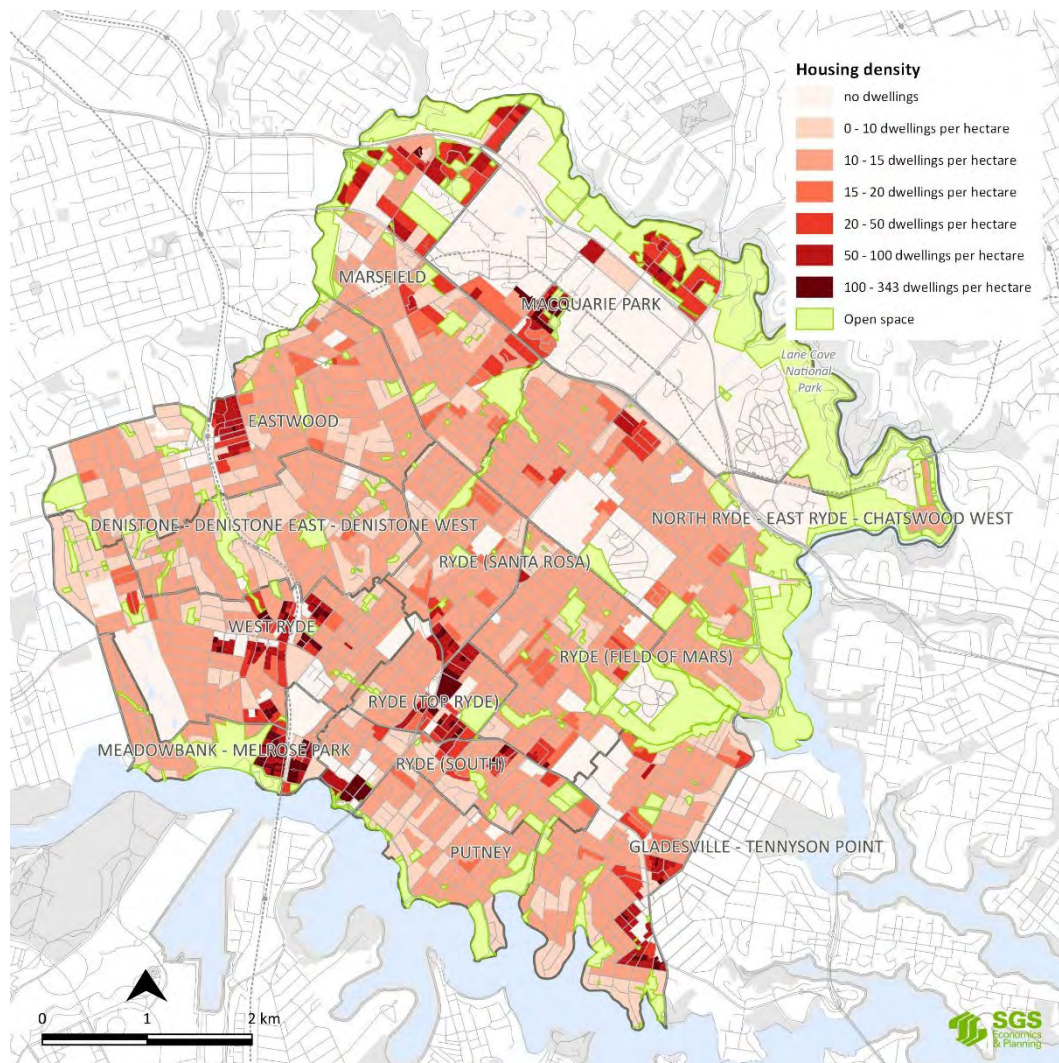 Housing density
no dwellings
0 - 10 dwellings per hectare
10 - 15 dwellings per hectare
15 - 20 dwellings per hectare
20 - 50 dwellings per hectare
50 - 100 dwellings per hectare
100 - 343 dwellings per hectare
Open space
MARSFIELD
MACQUARIE PARK
Lane Cove
National
Park
EASTWOOD
DENISTONE - DENISTONE EAST - DENISTONE WEST
NORTH RYDE - EAST RYDE - CHATSWOOD WEST
RYDE (SANTA ROSA)
WEST RYDE
RYDE (FIELD OF MARS)
RYDE (TOP RYDE)
MEADOWBANK - MELROSE PARK
RYDE (SOUTH)
PUTNEY
GLADESVILLE - TENNYSON POINT
0 1 2 km
SGS
Economics
& Planning